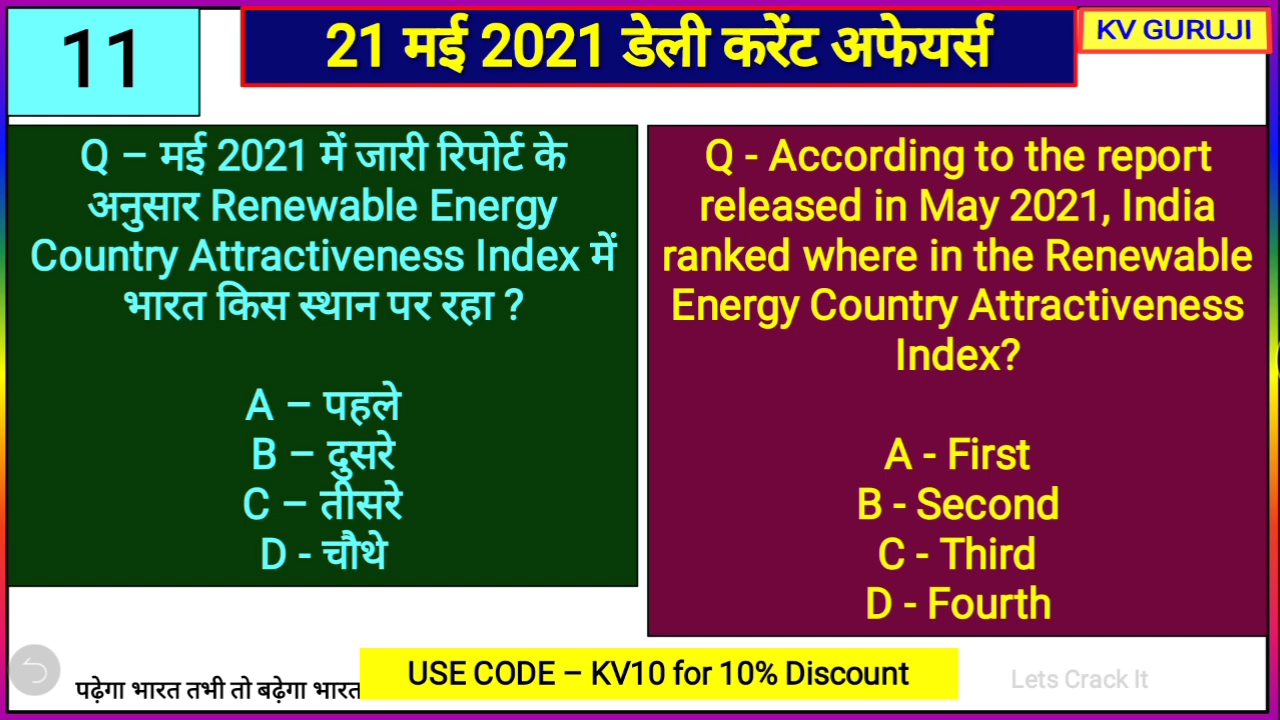 11
21 मई 2021 डेली करेंट अफेयर्स
KV GURUJI
Q – मई 2021 में जारी रिपोर्ट के
अनुसार Renewable Energy
Country Attractiveness Index में
भारत किस स्थान पर रहा ?
A – पहले
B – दुसरे
C – तीसरे
D - चौथे
Q - According to the report
released in May 2021, India
ranked where in the Renewable
Energy Country Attractiveness
Index?
A - First
B - Second
C - Third
D - Fourth
पढ़ेगा भारत तभी तो बढ़ेगा भारत
USE CODE – KV10 for 10% Discount
Lets Crack It